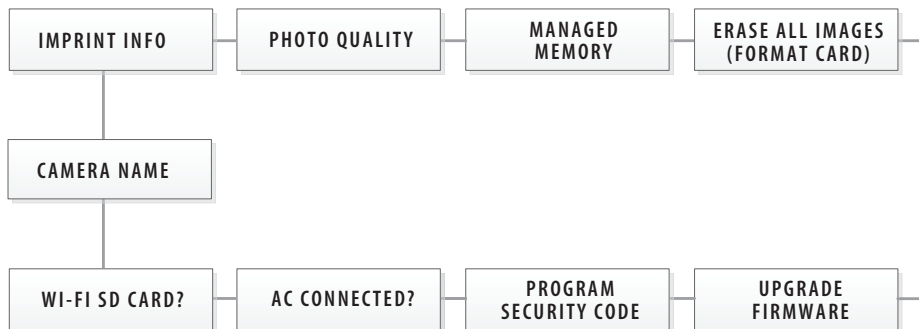 IMPRINT INFO
PHOTO QUALITY
MANAGED
MEMORY
ERASE ALL IMAGES
(FORMAT CARD)
CAMERA NAME
WI-FI SD CARD?
AC CONNECTED?
PROGRAM
SECURITY CODE
UPGRADE
FIRMWARE